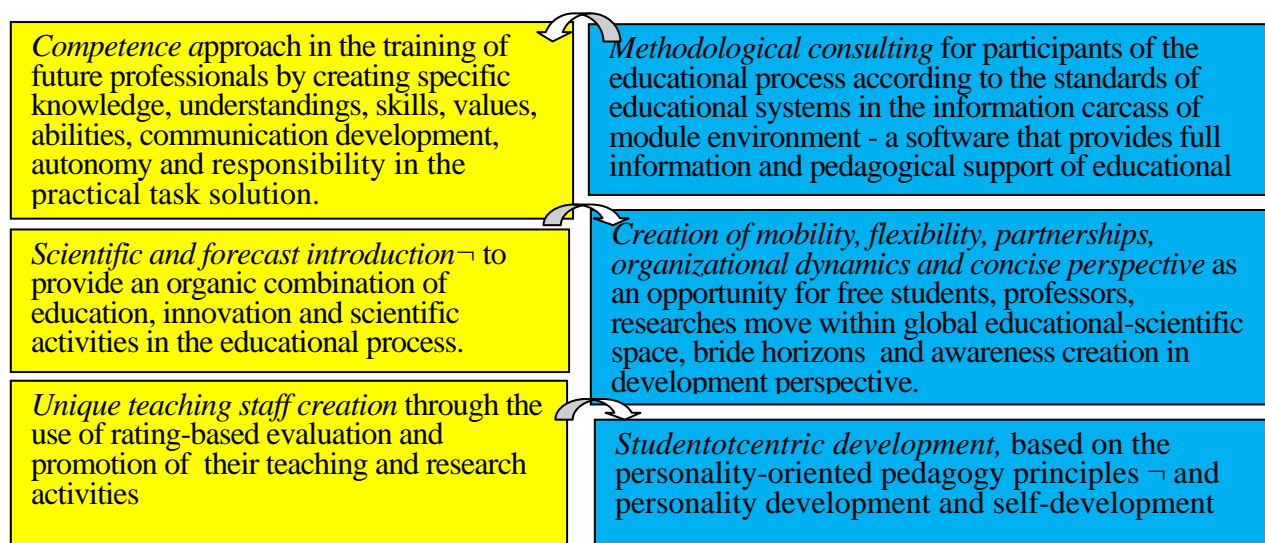 Competence approach in the training of
future professionals by creating specific
knowledge, understandings, skills, values,
abilities, communication development,
autonomy and responsibility in the
practical task solution.
Methodological consulting for participants of the
educational process according to the standards of
educational systems in the information carcass of
module environment - a software that provides full
information and pedagogical support of educational
Scientific and forecast introduction¬ to
provide an organic combination of
education, innovation and scientific
activities in the educational process.
Creation of mobility, flexibility, partnerships,
organizational dynamics and concise perspective as
an opportunity for free students, professors,
researches move within global educational-scientific
space, bride horizons and awareness creation in
development perspective.
Unique teaching staff creation through the
use of rating-based evaluation and
promotion of their teaching and research
activities
Studentotcentric development, based on the
personality-oriented pedagogy principles ¬ and
personality development and self-development